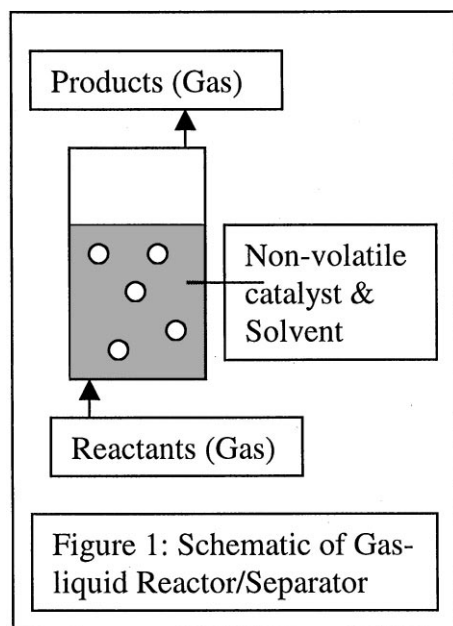 Products (Gas)
Non-volatile
catalyst &
Solvent
Reactants (Gas)
Figure 1: Schematic of Gas-
liquid Reactor/Separator